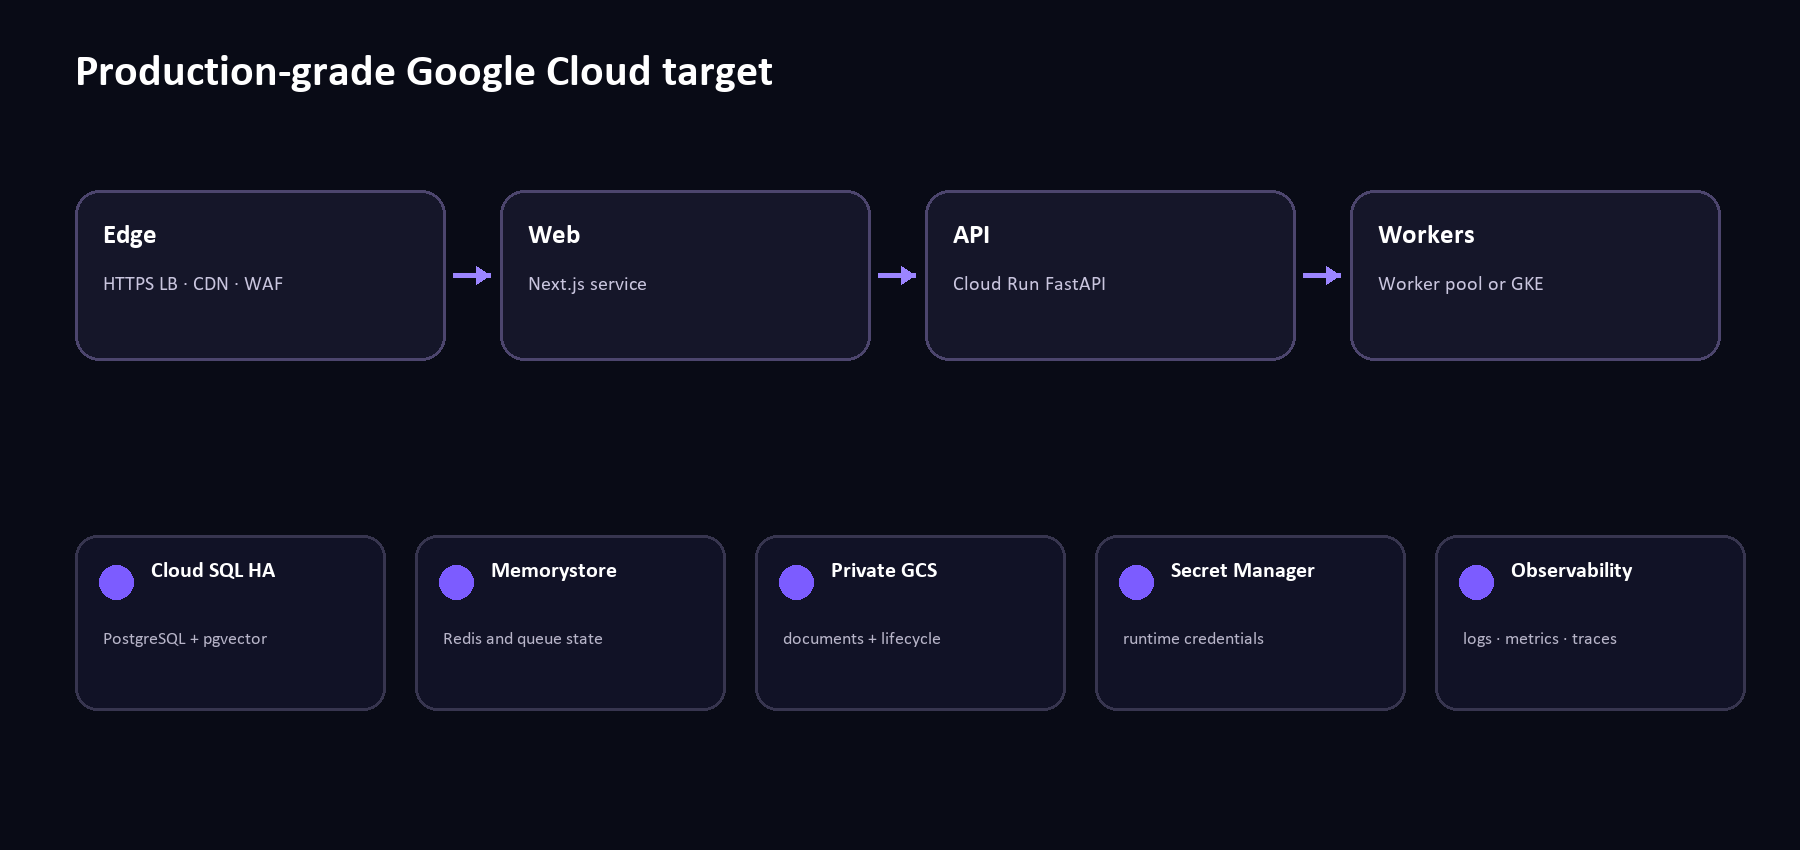 Production-grade Google Cloud target
Edge
HTTPS LB · CDN · WAF
Web
Next.js service
API
Cloud Run FastAPI
Workers
Worker pool or GKE
Cloud SQL HA
PostgreSQL + pgvector
Memorystore
Redis and queue state
Private GCS
documents + lifecycle
Secret Manager
runtime credentials
Observability
logs · metrics · traces